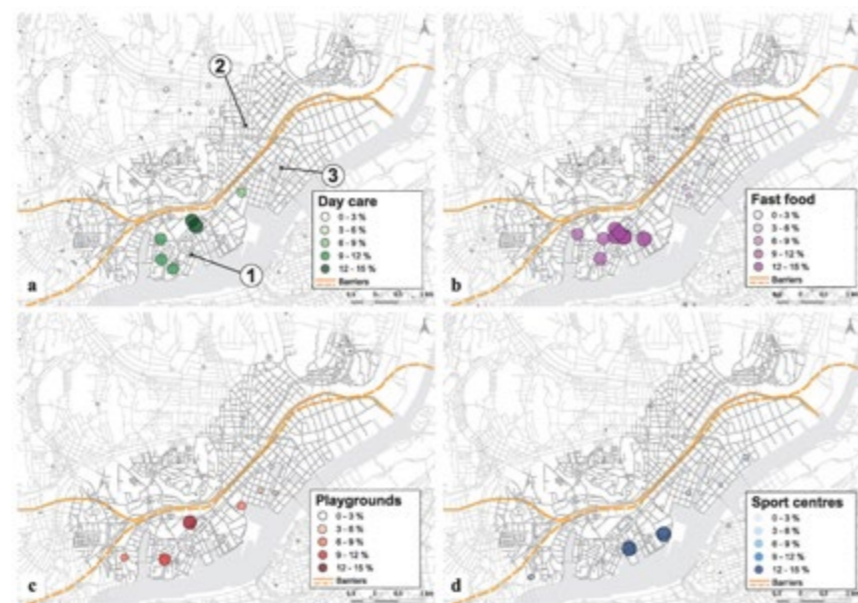 2
3
1
a
Day care
0 - 3 %
3 - 6 %
6 - 9 %
9 - 12 %
12 - 15 %
Barriers
b
Fast food
0 - 3 %
3 - 6 %
6 - 9 %
9 - 12 %
12 - 15 %
Barriers
c
Playgrounds
0 - 3 %
3 - 6 %
6 - 9 %
9 - 12 %
12 - 15 %
Barriers
d
Sport centres
0 - 3 %
3 - 6 %
6 - 9 %
9 - 12 %
12 - 15 %
Barriers